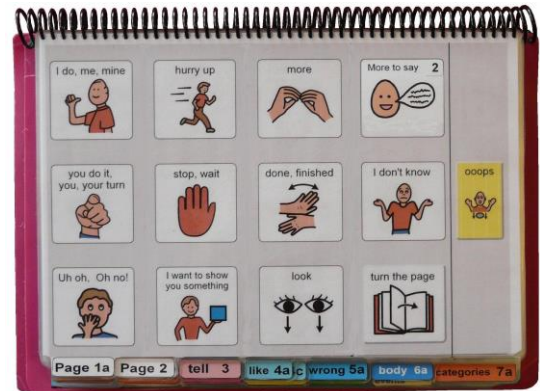 I do, me, mine
hurry up
more
More to say 2
you do it,
you, your turn
stop, wait
done, finished
I don't know
ooops
Uh oh, Oh no!
I want to show
you something
look
turn the page
Page 1a
Page 2
tell 3
like 4a
c
wrong 5a
body 6a
events
categories 7a